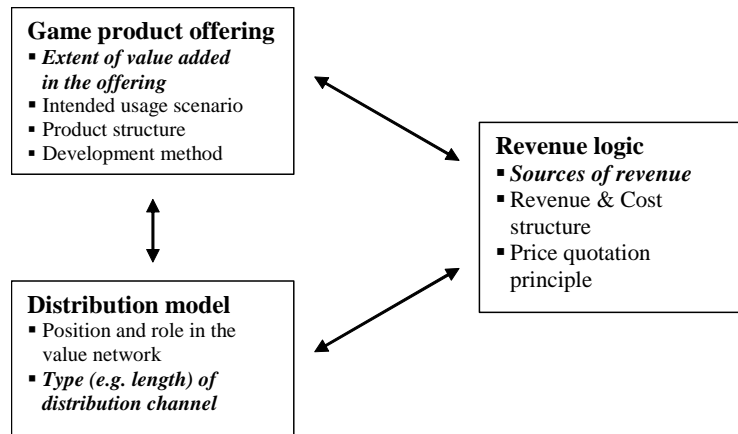 Game product offering
▪ Extent of value added
in the offering
▪ Intended usage scenario
▪ Product structure
▪ Development method
Revenue logic
▪ Sources of revenue
▪ Revenue & Cost
structure
▪ Price quotation
principle
Distribution model
▪ Position and role in the
value network
▪ Type (e.g. length) of
distribution channel